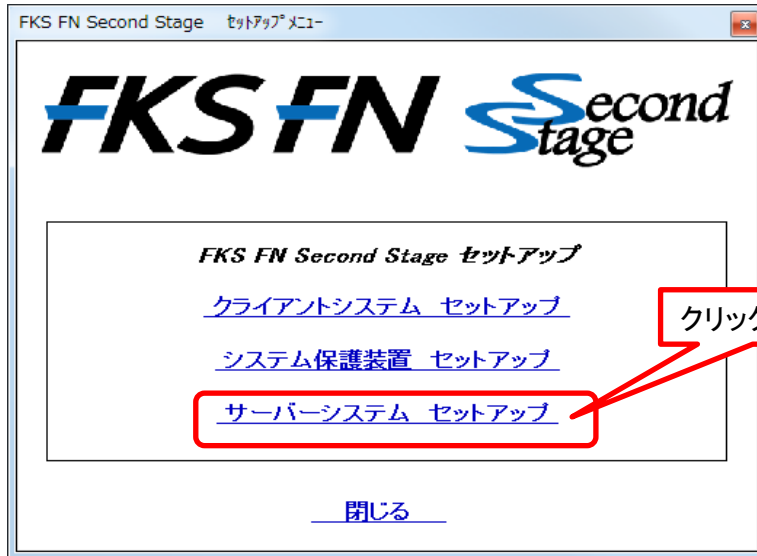 FKS FN Second Stage ｾｯﾄｱｯﾌﾟﾒﾆｭｰ
FKS FN Second Stage
FKS FN Second Stage セットアップ
クライアントシステム セットアップ
クリック
システム保護装置 セットアップ
サーバーシステム セットアップ
閉じる